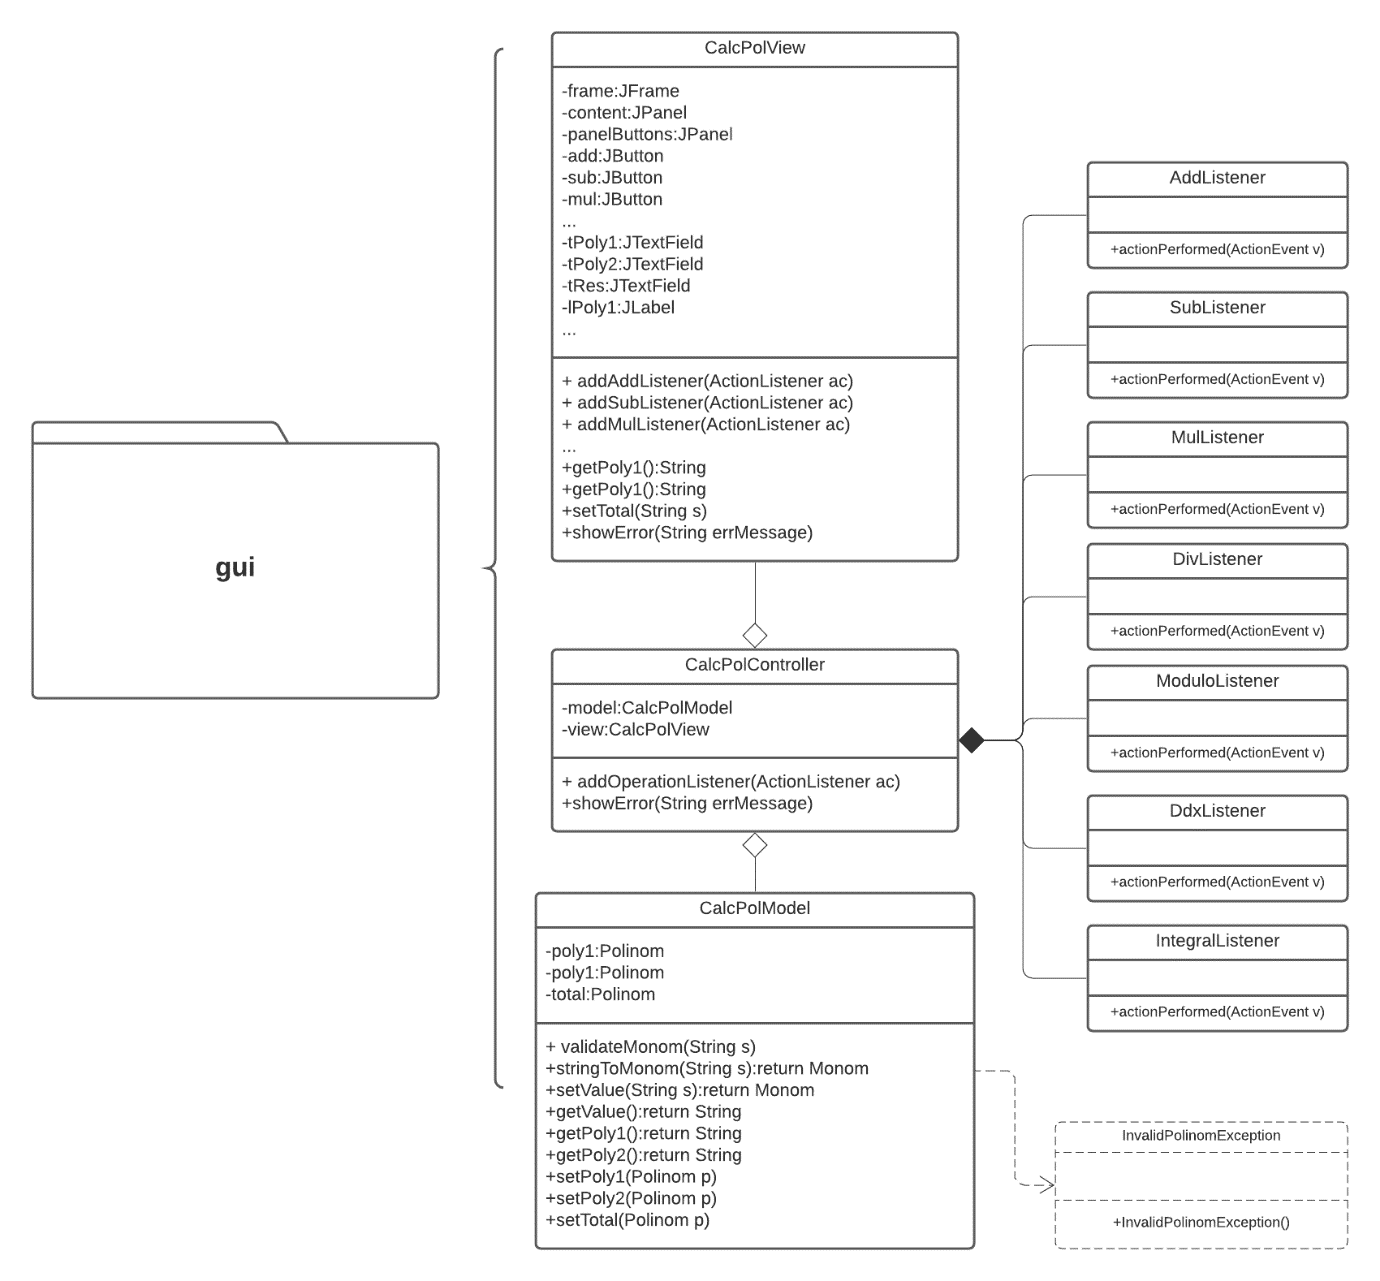 gui
CalcPolView
-frame:JFrame
-content:JPanel
-panelButtons:JPanel
-add:JButton
-sub:JButton
-mul:JButton
...
-tPoly1:JTextField
-tPoly2:JTextField
-tRes:JTextField
-lPoly1:JLabel
...
+ addAddListener(ActionListener ac)
+ addSubListener(ActionListener ac)
+ addMulListener(ActionListener ac)
...
+getPoly1():String
+getPoly1():String
+setTotal(String s)
+showError(String errMessage)
CalcPolController
-model:CalcPolModel
-view:CalcPolView
+ addOperationListener(ActionListener ac)
+showError(String errMessage)
CalcPolModel
-poly1:Polinom
-poly1:Polinom
-total:Polinom
+ validateMonom(String s)
+stringToMonom(String s):return Monom
+setValue(String s):return Monom
+getValue():return String
+getPoly1():return String
+getPoly2():return String
+setPoly1(Polinom p)
+setPoly2(Polinom p)
+setTotal(Polinom p)
AddListener
+actionPerformed(ActionEvent v)
SubListener
+actionPerformed(ActionEvent v)
MulListener
+actionPerformed(ActionEvent v)
DivListener
+actionPerformed(ActionEvent v)
ModuloListener
+actionPerformed(ActionEvent v)
DdxListener
+actionPerformed(ActionEvent v)
IntegralListener
+actionPerformed(ActionEvent v)
InvalidPolinomException
+InvalidPolinomException()